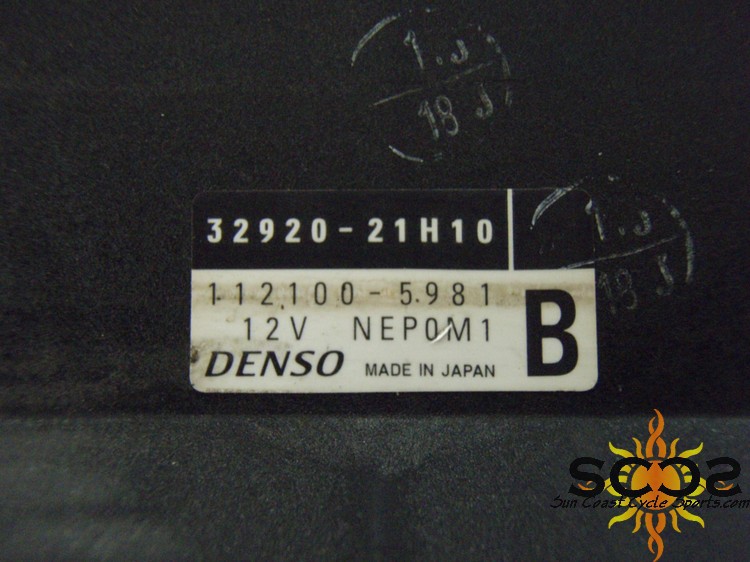 1.J
18 J
32920-21H10
1.J
18 J
112100-5981
12V NEP0M1
B
DENSO MADE IN JAPAN
SCCS
Sun Coast Cycle Sports.com